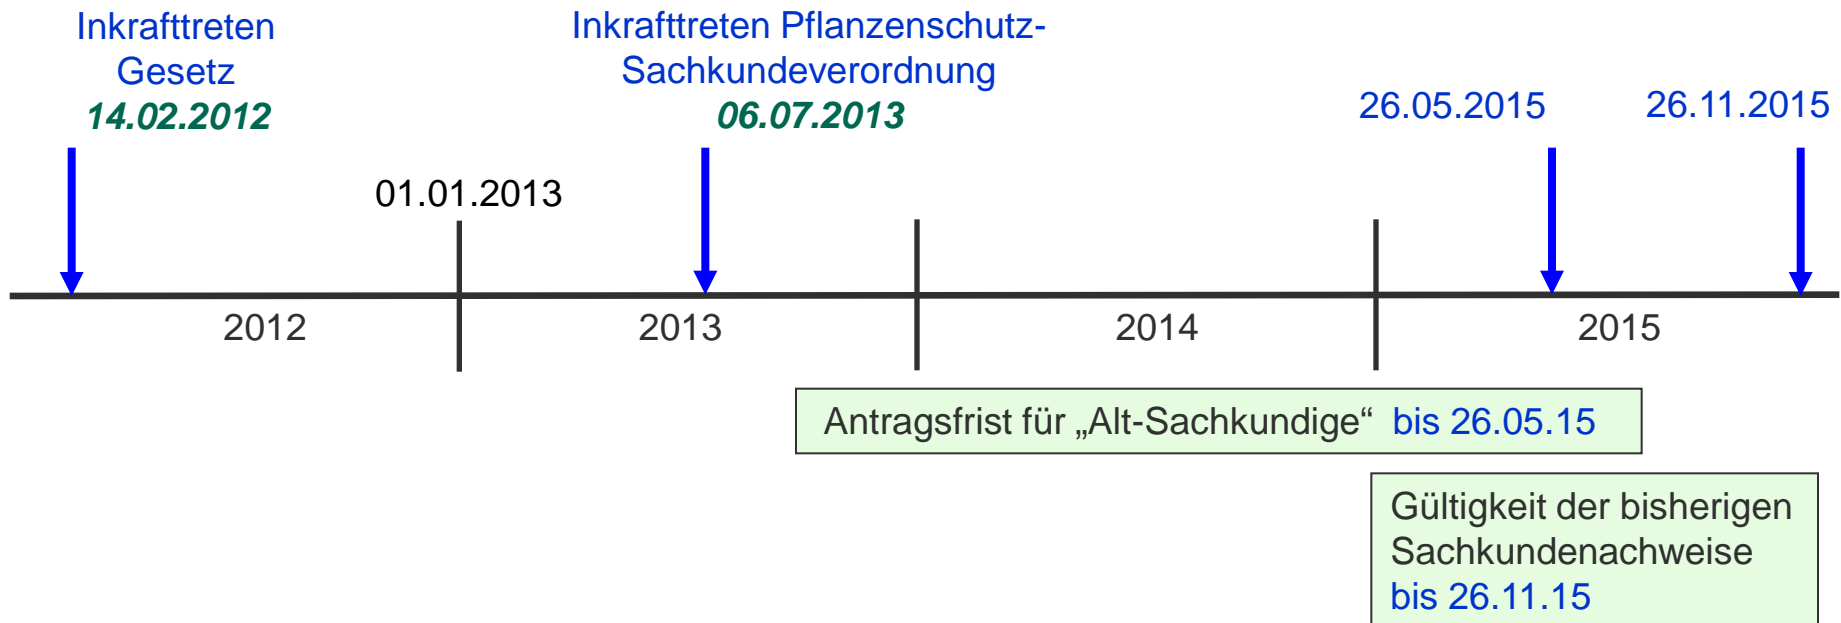 Inkrafttreten
Gesetz
14.02.2012
Inkrafttreten Pflanzenschutz-
Sachkundeverordnung
06.07.2013
26.05.2015
26.11.2015
01.01.2013
2012
2013
2014
2015
Antragsfrist für „Alt-Sachkundige“ bis 26.05.15
Gültigkeit der bisherigen
Sachkundenachweise
bis 26.11.15